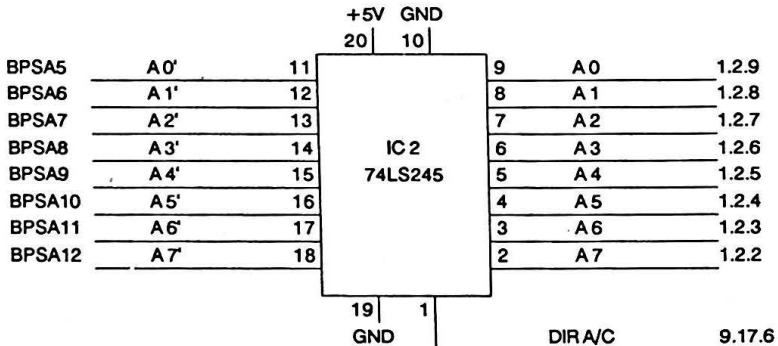 +5V GND
20 10
BPSA5 A0' 11 9 A0 1.2.9
BPSA6 A1' 12 8 A1 1.2.8
BPSA7 A2' 13 7 A2 1.2.7
BPSA8 A3' 14 IC2 6 A3 1.2.6
BPSA9 A4' 15 74LS245 5 A4 1.2.5
BPSA10 A5' 16 4 A5 1.2.4
BPSA11 A6' 17 3 A6 1.2.3
BPSA12 A7' 18 2 A7 1.2.2
19 1
GND DIR A/C 9.17.6